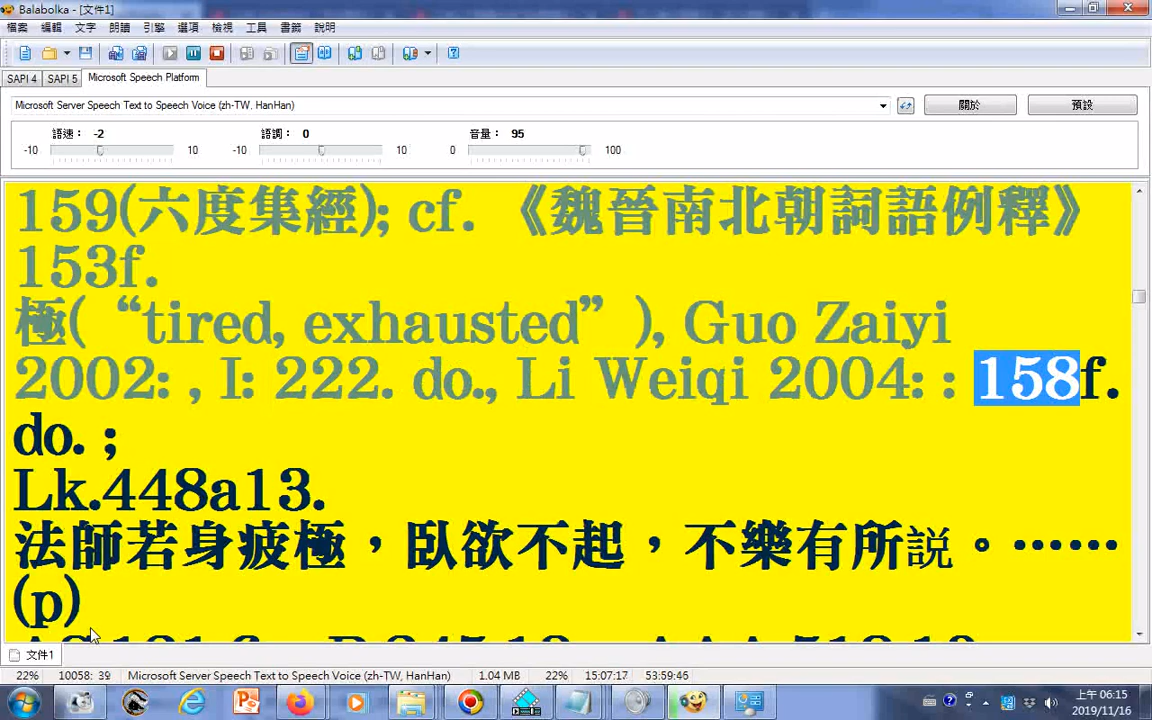 Balabolka - [文件1]
檔案 編輯 文字 朗讀 引擎 選項 檢視 工具 書籤 說明
SAPI 4 SAPI 5 Microsoft Speech Platform
Microsoft Server Speech Text to Speech Voice (zh-TW, HanHan) 關於 預設
語速： -2 語調： 0 音量： 95
-10 10 -10 10 0 100
159(六度集經); cf. 《魏晉南北朝詞語例釋》
153f.
極(“tired, exhausted”), Guo Zaiyi
2002: , I: 222. do., Li Weiqi 2004: : 158f.
do. ;
Lk.448a13.
法師若身疲極，臥欲不起，不樂有所説。……
(p)
文件1
22% 10058: 39 Microsoft Server Speech Text to Speech Voice (zh-TW, HanHan) 1.04 MB 22% 15:07:17 53:59:46
上午 06:15
2019/11/16